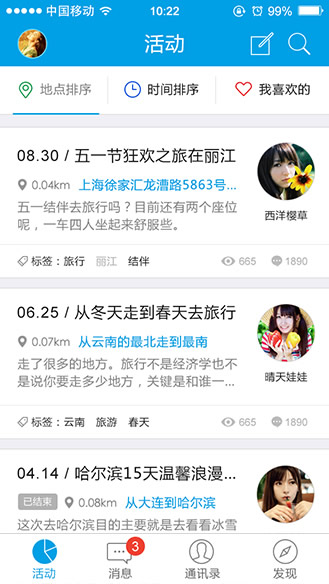 中国移动 10:22 99%
活动
地点排序 时间排序 我喜欢的
08.30 / 五一节狂欢之旅在丽江
0.04km 上海徐家汇龙漕路5863号...
五一结伴去旅行吗？目前还有两个座位
呢，一车四人坐起来舒服些。
西洋樱草
标签：旅行 丽江 结伴 665 1890
06.25 / 从冬天走到春天去旅行
0.07km 从云南的最北走到最南
走了很多的地方。旅行不是经济学也不
是说你要走多少地方，关键是和谁一...
晴天娃娃
标签：云南 旅游 春天 665 1890
04.14 / 哈尔滨15天温馨浪漫...
已结束 0.08km 从大连到哈尔滨
这次去哈尔滨目的主要就是去看看冰雪
3
活动 消息 通讯录 发现